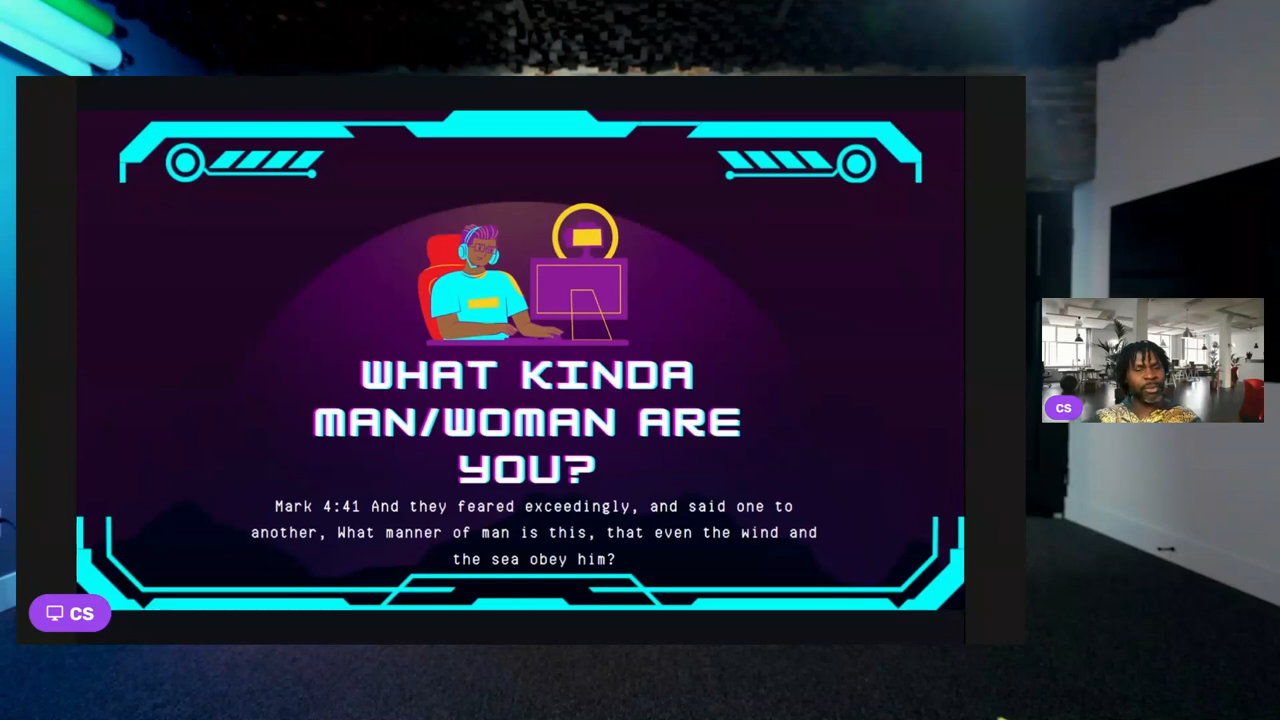 WHAT KINDA
MAN/WOMAN ARE
YOU?
Mark 4:41 And they feared exceedingly, and said one to
another, What manner of man is this, that even the wind and
the sea obey him?
CS
CS